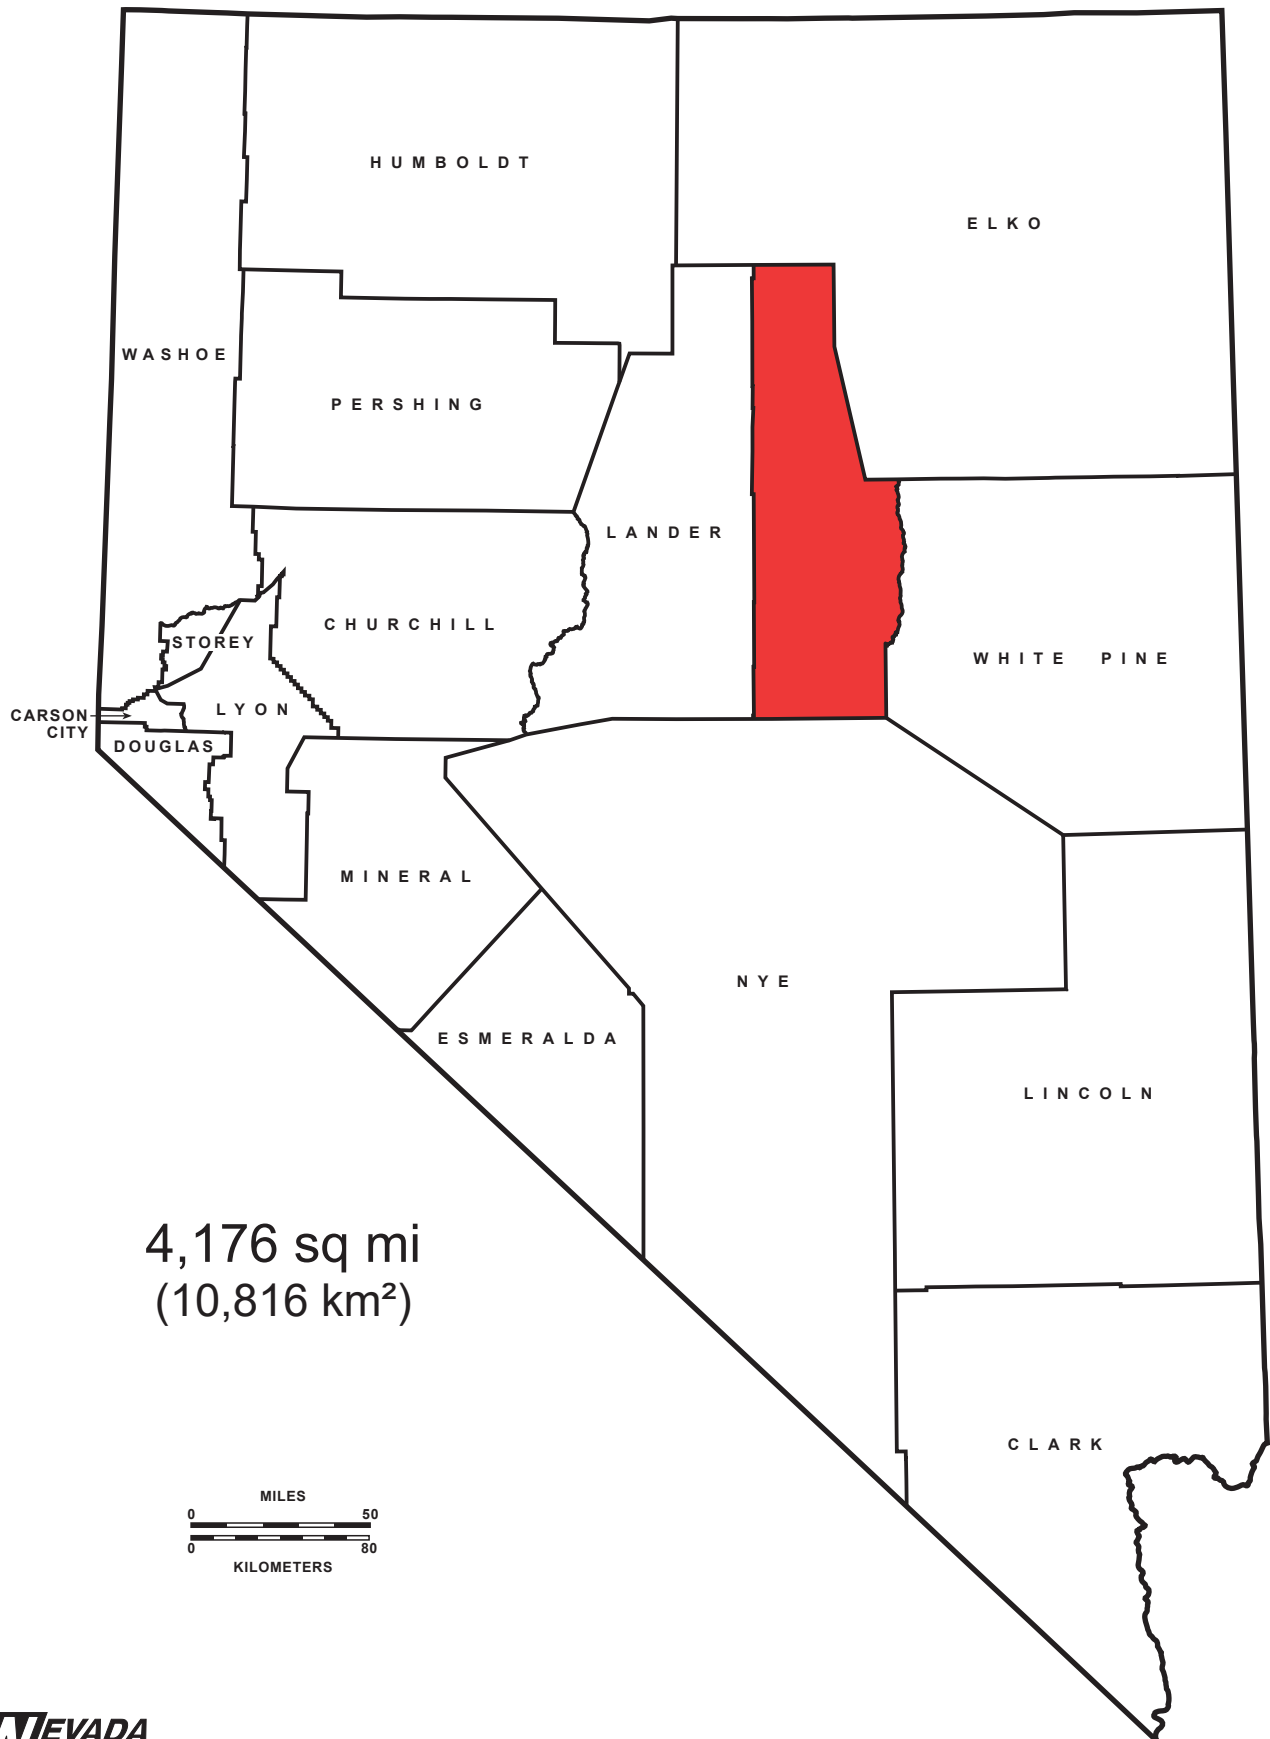 HUMBOLDT
ELKO
WASHOE
PERSHING
LANDER
CHURCHILL
STOREY
WHITE PINE
LYON
CARSON
CITY
DOUGLAS
MINERAL
NYE
ESMERALDA
LINCOLN
4,176 sq mi
(10,816 km²)
CLARK
MILES
0 50
0 80
KILOMETERS
NEVADA